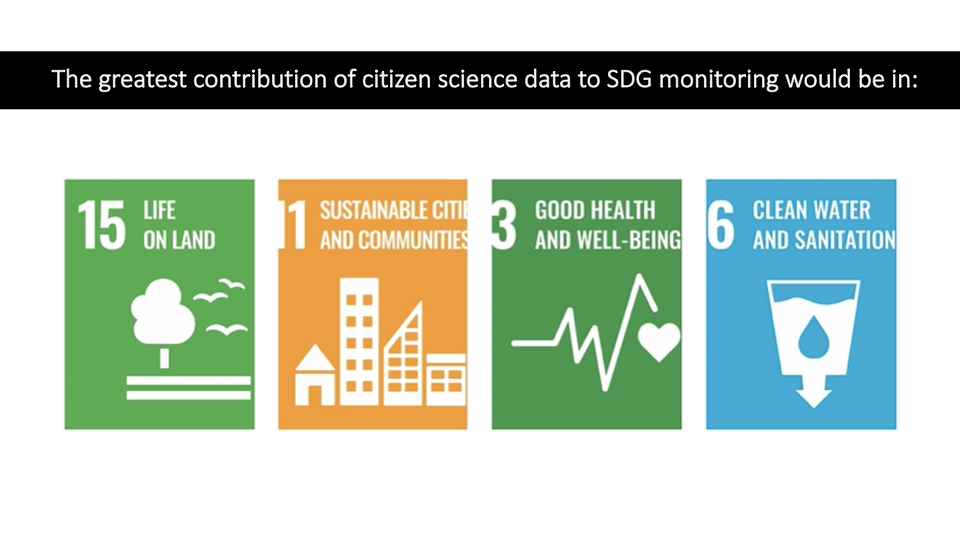 The greatest contribution of citizen science data to SDG monitoring would be in:
15 LIFE
ON LAND
11 SUSTAINABLE CITIE
AND COMMUNITIES
3 GOOD HEALTH
AND WELL-BEING
6 CLEAN WATER
AND SANITATION